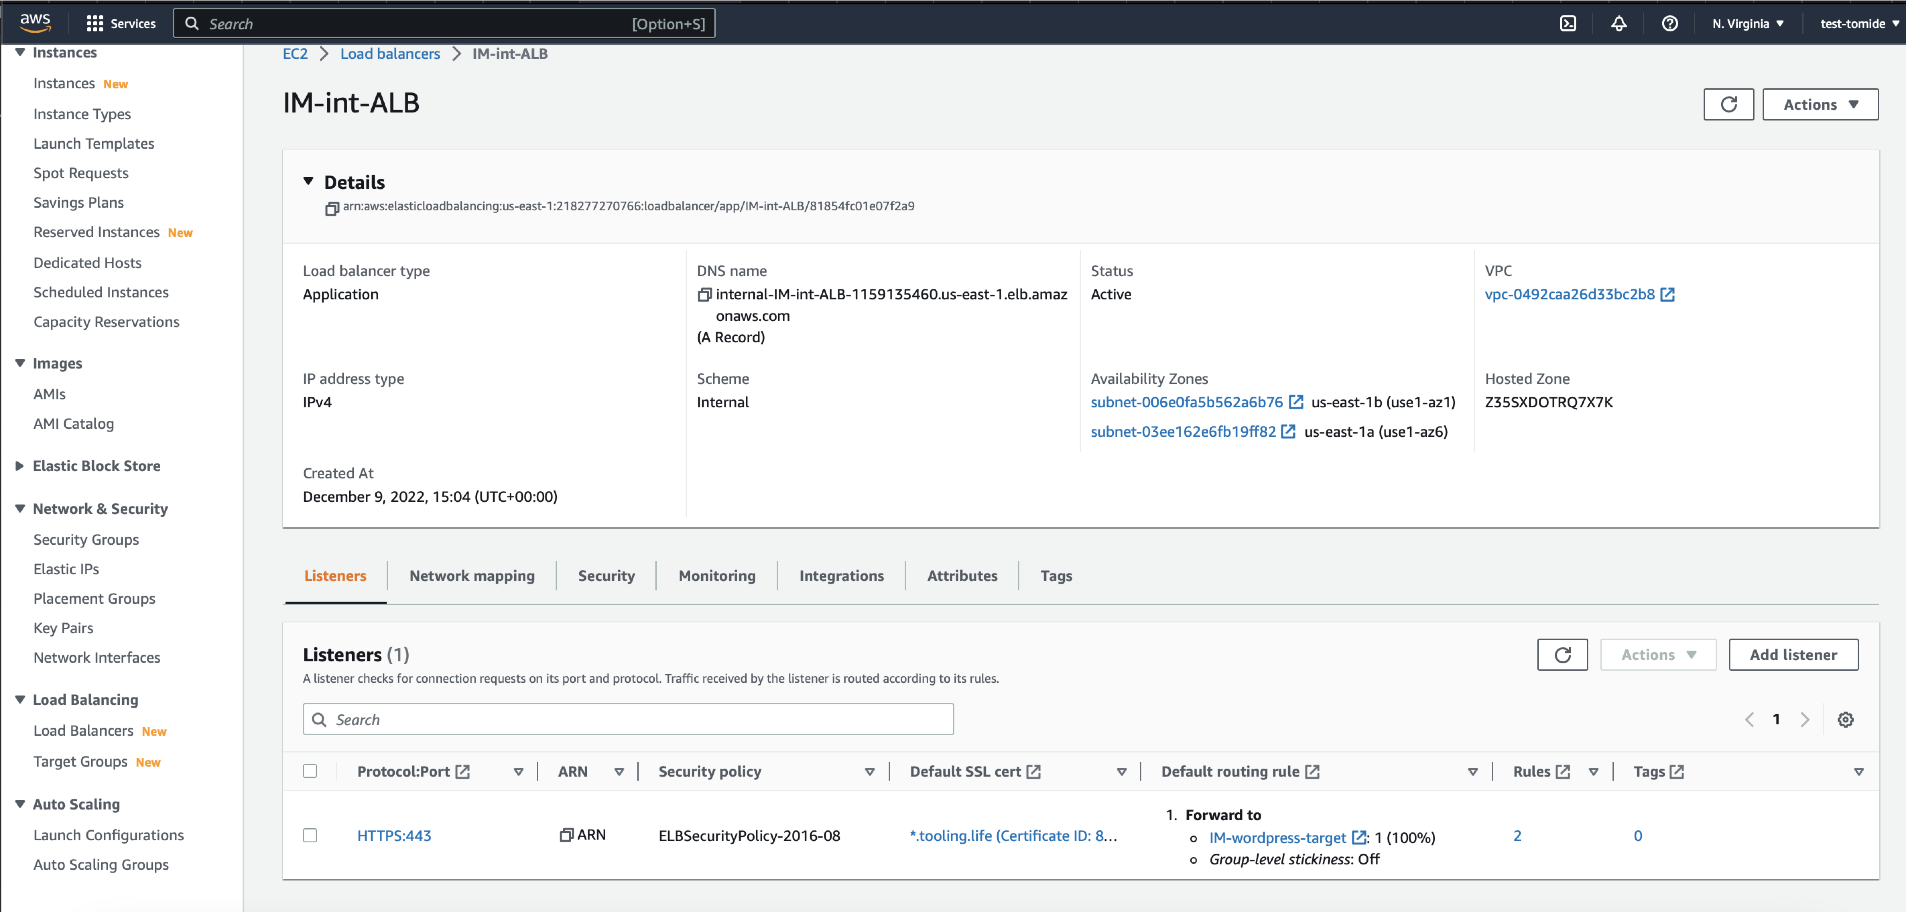 aws
Services
Search
[Option+S]
N. Virginia
test-tomide
Instances
Instances New
Instance Types
Launch Templates
Spot Requests
Savings Plans
Reserved Instances New
Dedicated Hosts
Scheduled Instances
Capacity Reservations
Images
AMIs
AMI Catalog
Elastic Block Store
Network & Security
Security Groups
Elastic IPs
Placement Groups
Key Pairs
Network Interfaces
Load Balancing
Load Balancers New
Target Groups New
Auto Scaling
Launch Configurations
Auto Scaling Groups
EC2 > Load balancers > IM-int-ALB
IM-int-ALB
Actions
Details
arn:aws:elasticloadbalancing:us-east-1:218277270766:loadbalancer/app/IM-int-ALB/81854fc01e07f2a9
Load balancer type
Application
DNS name
internal-IM-int-ALB-1159135460.us-east-1.elb.amaz
onaws.com
(A Record)
Status
Active
VPC
vpc-0492caa26d33bc2b8
IP address type
IPv4
Scheme
Internal
Availability Zones
subnet-006e0fa5b562a6b76 us-east-1b (use1-az1)
subnet-03ee162e6fb19ff82 us-east-1a (use1-az6)
Hosted Zone
Z35SXDOTRQ7X7K
Created At
December 9, 2022, 15:04 (UTC+00:00)
Listeners
Network mapping
Security
Monitoring
Integrations
Attributes
Tags
Listeners (1)
A listener checks for connection requests on its port and protocol. Traffic received by the listener is routed according to its rules.
Actions
Add listener
Search
1
Protocol:Port
ARN
Security policy
Default SSL cert
Default routing rule
Rules
Tags
HTTPS:443
ARN
ELBSecurityPolicy-2016-08
*.tooling.life (Certificate ID: 8...
1. Forward to
IM-wordpress-target : 1 (100%)
Group-level stickiness: Off
2
0